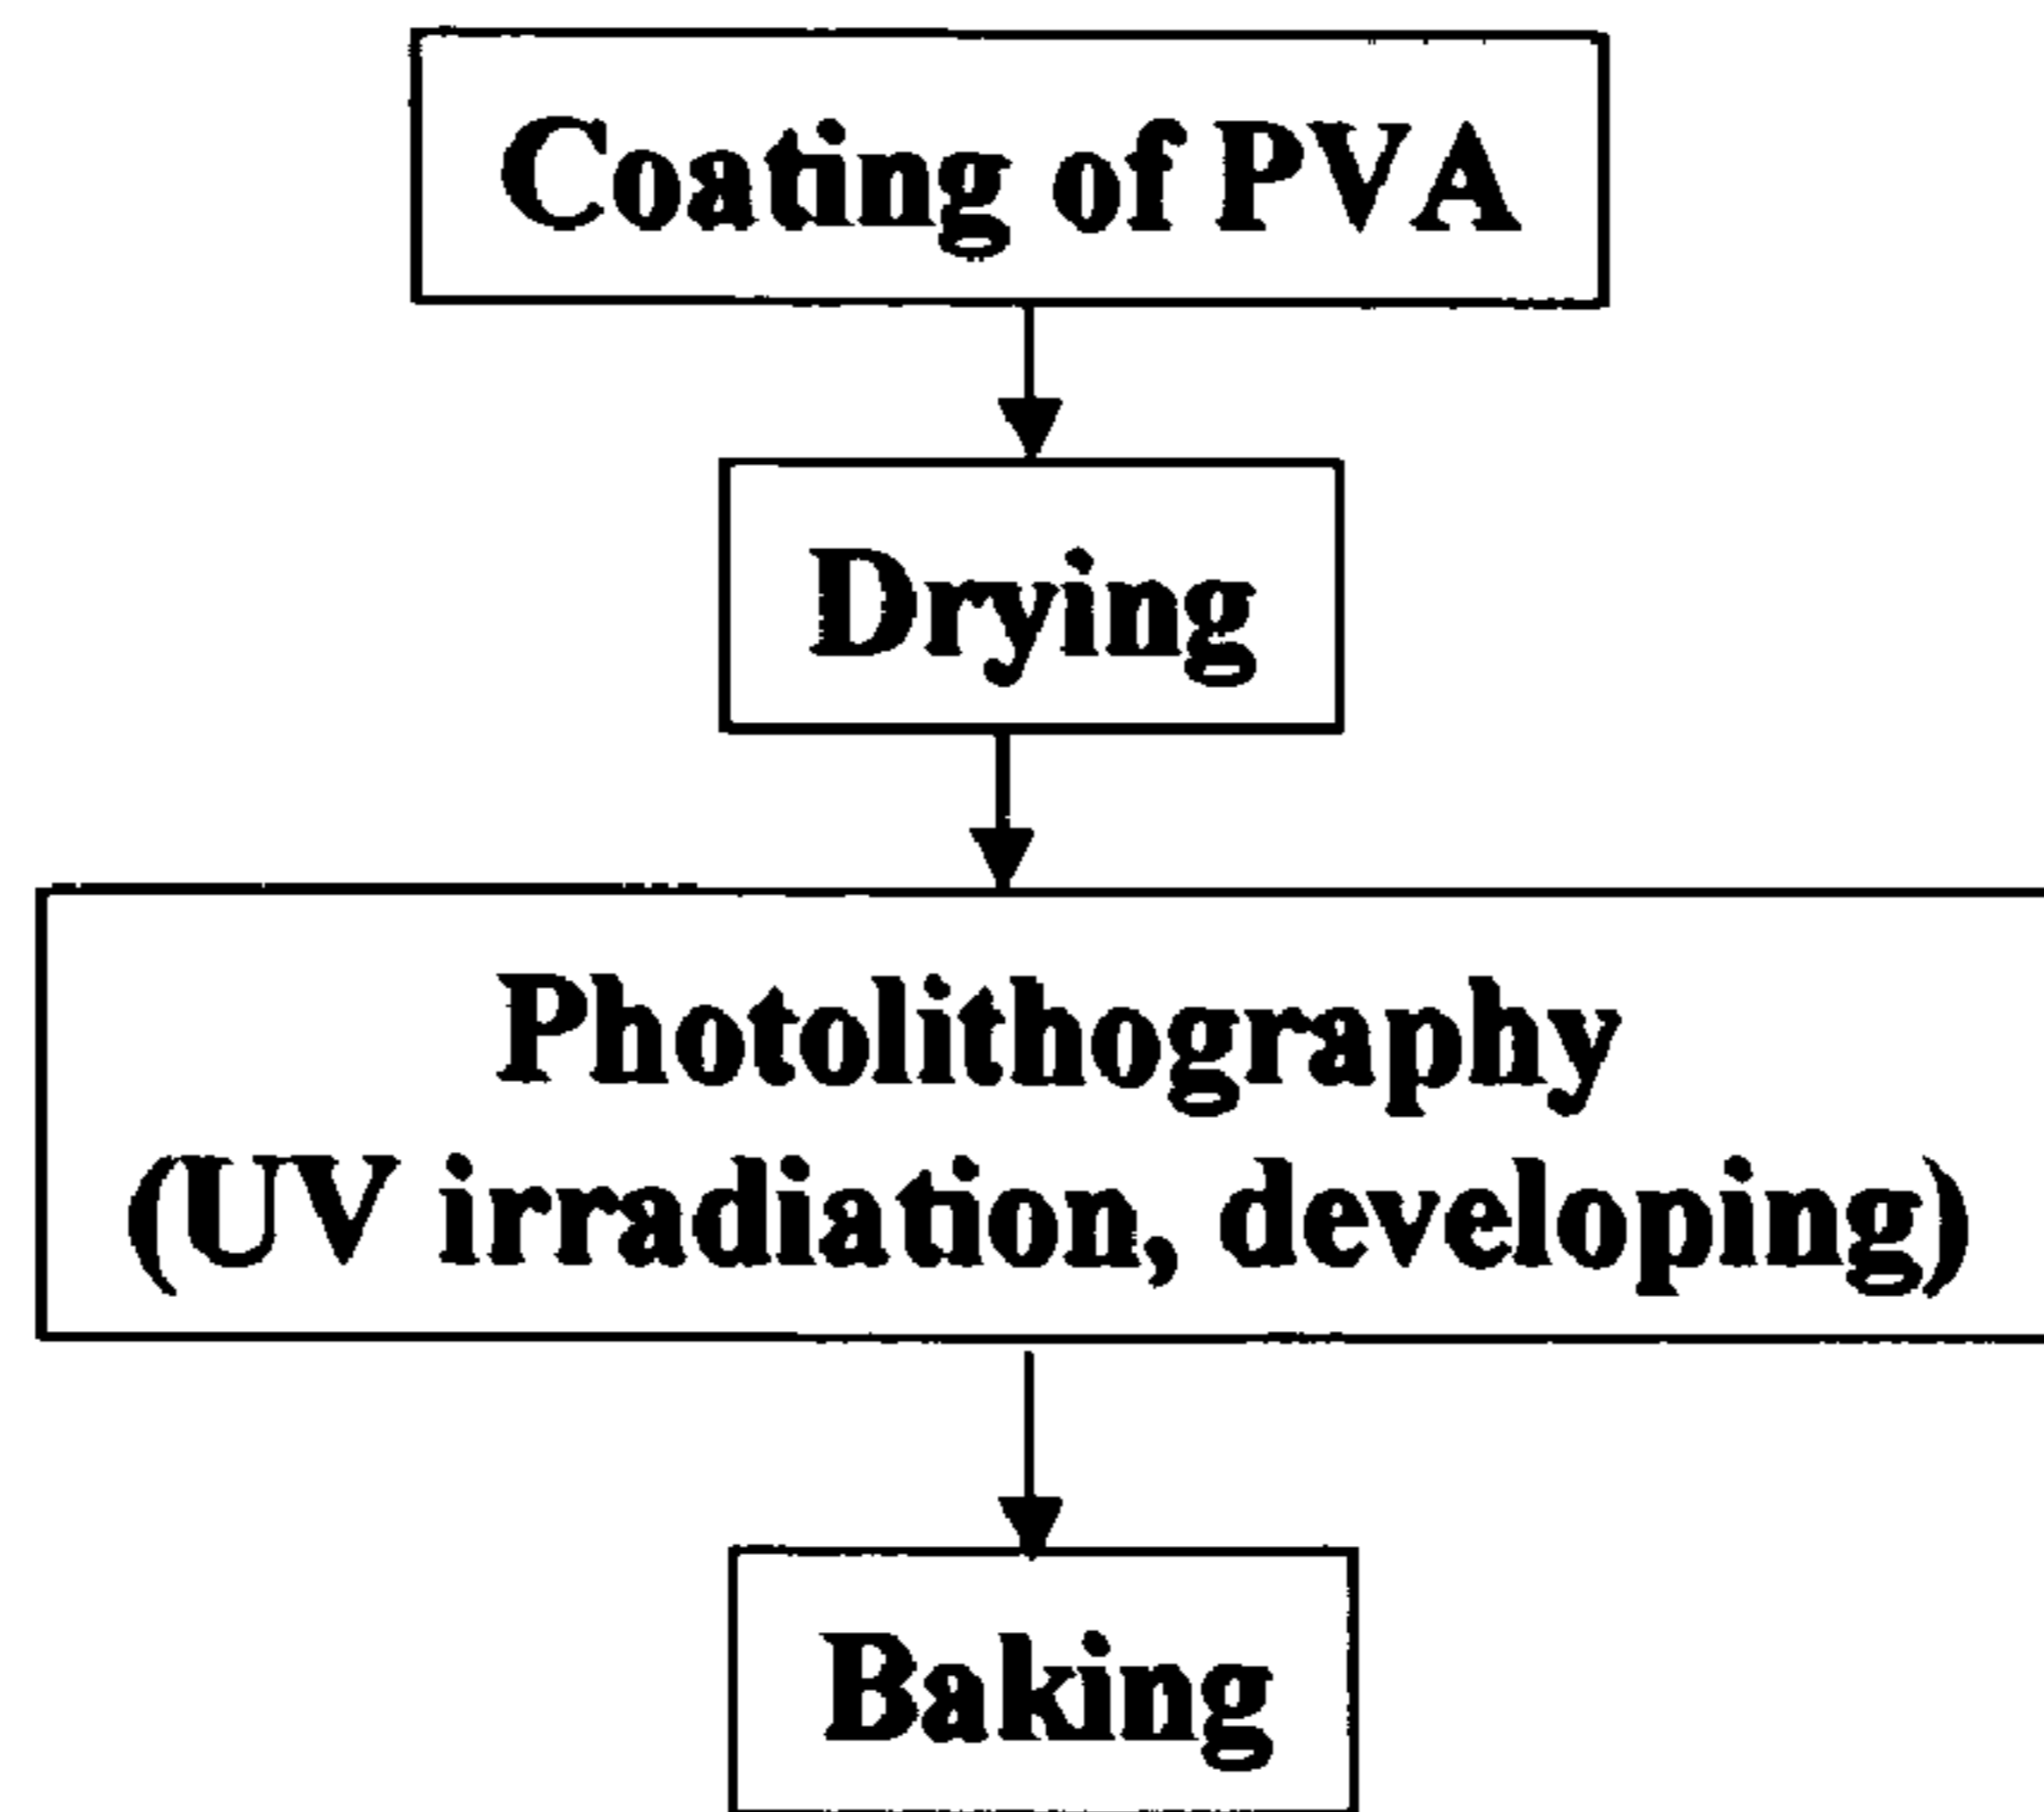 Coating of PVA
Drying
Photolithography
(UV irradiation, developing)
Baking